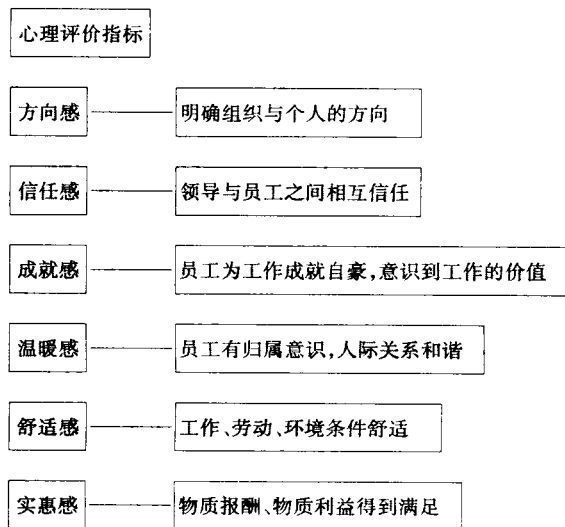 心理评价指标
方向感 明确组织与个人的方向
信任感 领导与员工之间相互信任
成就感 员工为工作成就自豪,意识到工作的价值
温暖感 员工有归属意识,人际关系和谐
舒适感 工作、劳动、环境条件舒适
实惠感 物质报酬、物质利益得到满足